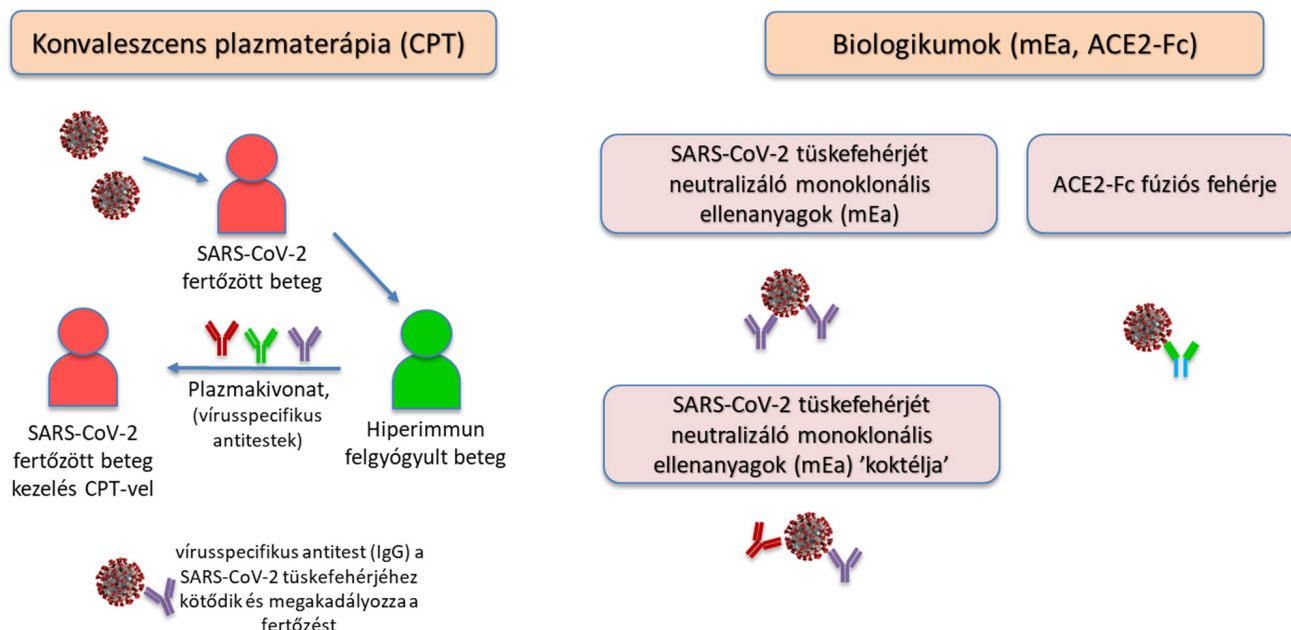 Konvaleszcens plazmaterápia (CPT)
SARS-CoV-2
fertőzött beteg
Plazmakivonat,
(vírusspecifikus
antitestek)
Hiperimmun
felgyógyult beteg
SARS-CoV-2
fertőzött beteg
kezelés CPT-vel
vírusspecifikus antitest (IgG) a
SARS-CoV-2 tüskefehérjéhez
kötődik és megakadályozza a
fertőzést
Biologikumok (mEa, ACE2-Fc)
SARS-CoV-2 tüskefehérjét
neutralizáló monoklonális
ellenanyagok (mEa)
ACE2-Fc fúziós fehérje
SARS-CoV-2 tüskefehérjét
neutralizáló monoklonális
ellenanyagok (mEa) ’koktélja’